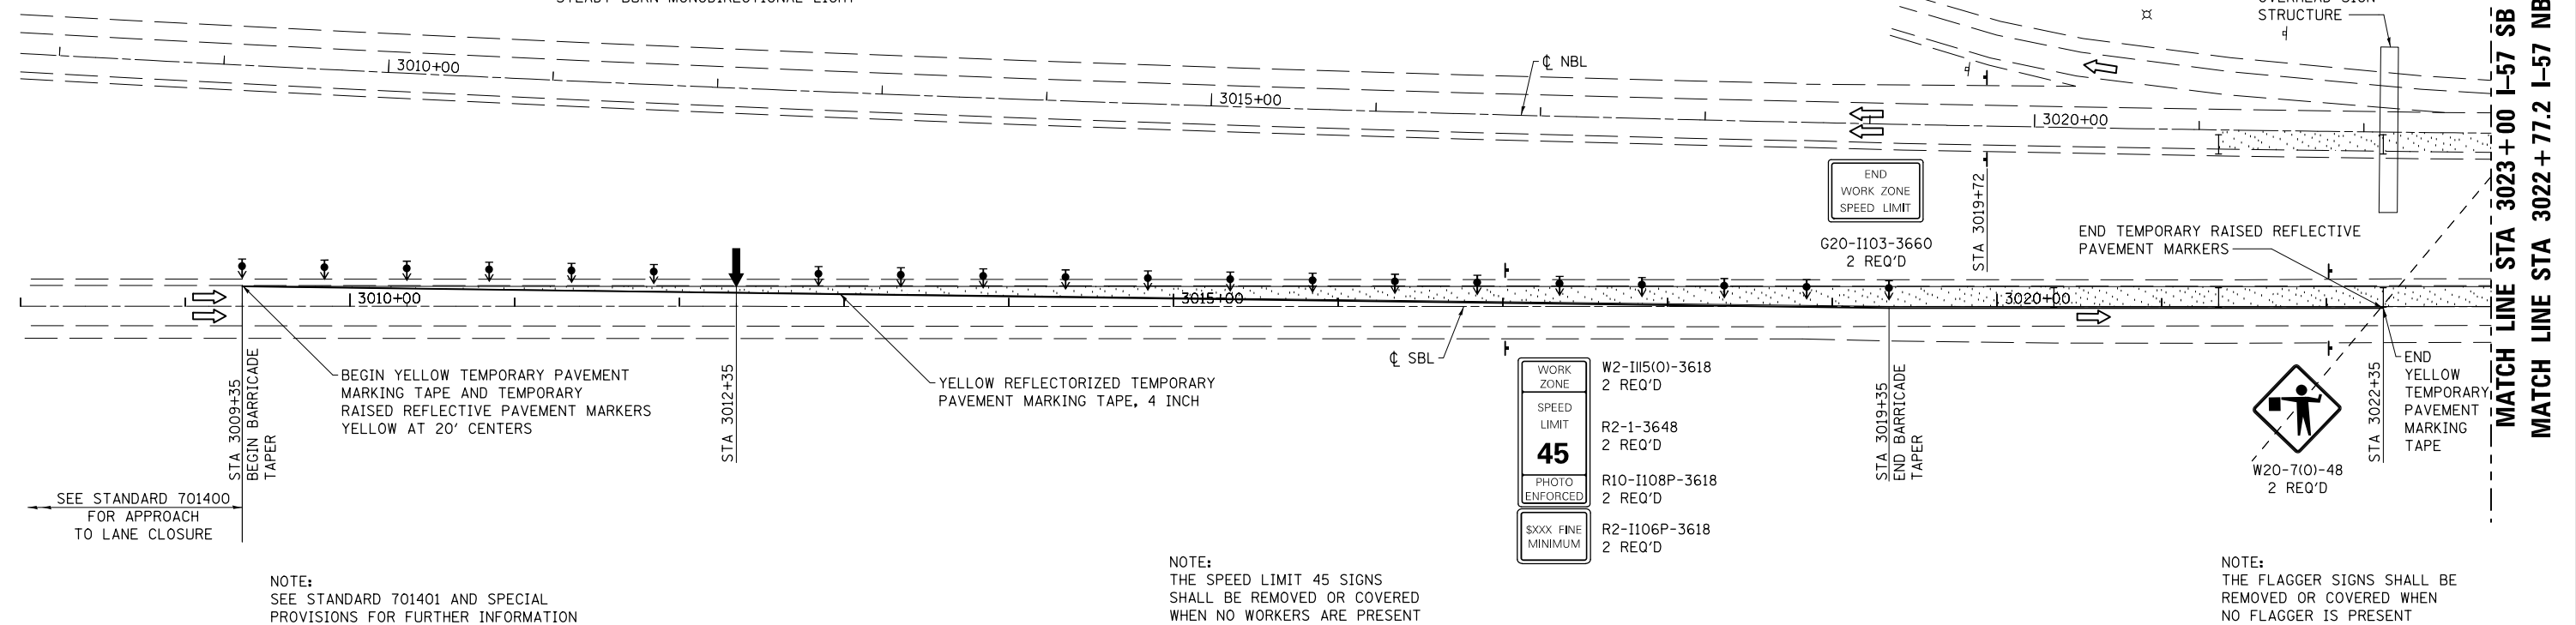 STEADY BURN MONODIRECTIONAL LIGHT
OVERHEAD SIGN
STRUCTURE
3010+00
℄ NBL
3015+00
3020+00
END
WORK ZONE
SPEED LIMIT
G20-I103-3660
2 REQ'D
STA 3019+72
END TEMPORARY RAISED REFLECTIVE
PAVEMENT MARKERS
MATCH LINE STA 3023+00 I-57 SB
MATCH LINE STA 3022+77.2 I-57 NB
3010+00
3015+00
3020+00
STA 3009+35
BEGIN BARRICADE
TAPER
BEGIN YELLOW TEMPORARY PAVEMENT
MARKING TAPE AND TEMPORARY
RAISED REFLECTIVE PAVEMENT MARKERS
YELLOW AT 20' CENTERS
STA 3012+35
YELLOW REFLECTORIZED TEMPORARY
PAVEMENT MARKING TAPE, 4 INCH
℄ SBL
WORK
ZONE
SPEED
LIMIT
45
PHOTO
ENFORCED
$XXX FINE
MINIMUM
W2-I115(0)-3618
2 REQ'D
R2-1-3648
2 REQ'D
R10-I108P-3618
2 REQ'D
R2-I106P-3618
2 REQ'D
STA 3019+35
END BARRICADE
TAPER
W20-7(0)-48
2 REQ'D
STA 3022+35
END
YELLOW
TEMPORARY
PAVEMENT
MARKING
TAPE
SEE STANDARD 701400
FOR APPROACH
TO LANE CLOSURE
NOTE:
SEE STANDARD 701401 AND SPECIAL
PROVISIONS FOR FURTHER INFORMATION
NOTE:
THE SPEED LIMIT 45 SIGNS
SHALL BE REMOVED OR COVERED
WHEN NO WORKERS ARE PRESENT
NOTE:
THE FLAGGER SIGNS SHALL BE
REMOVED OR COVERED WHEN
NO FLAGGER IS PRESENT